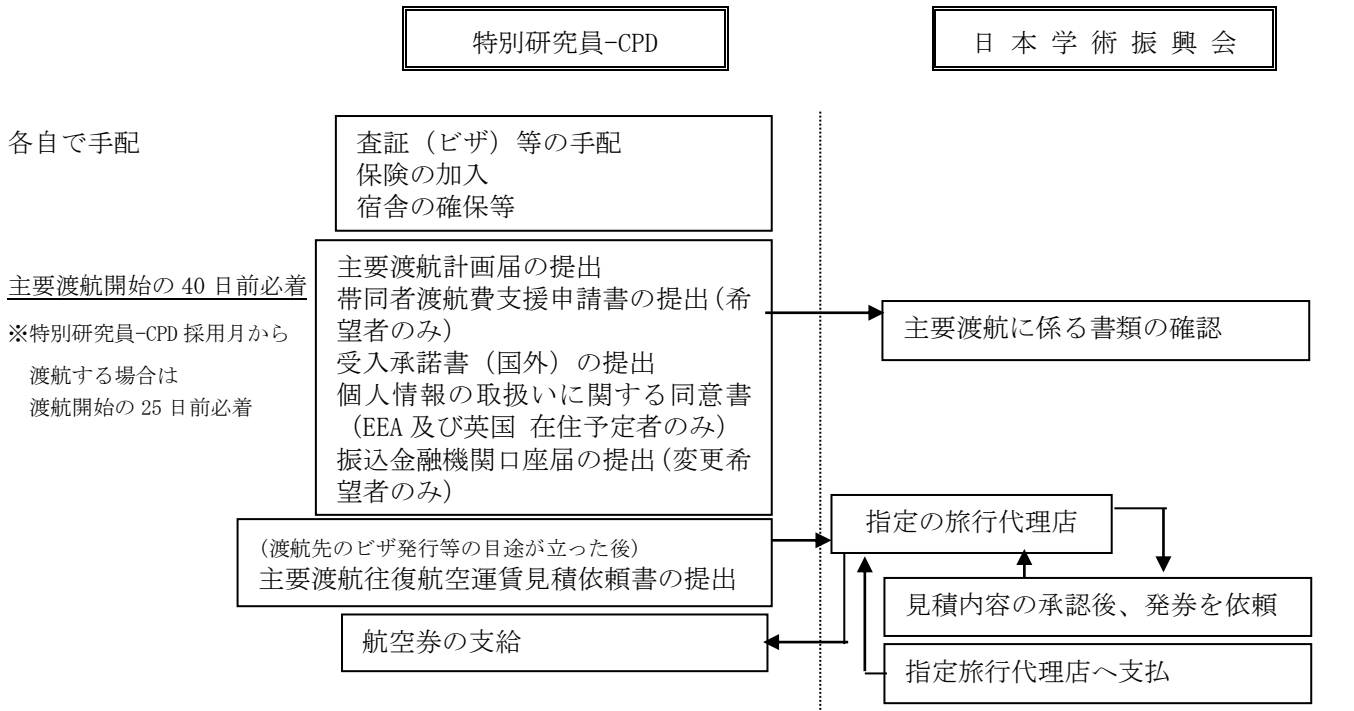 特別研究員-CPD
日本学術振興会
各自で手配
査証（ビザ）等の手配
保険の加入
宿舎の確保等
主要渡航開始の 40 日前必着
※特別研究員-CPD 採用月から
渡航する場合は
渡航開始の 25 日前必着
主要渡航計画届の提出
帯同者渡航費支援申請書の提出(希
望者のみ)
受入承諾書（国外）の提出
個人情報の取扱いに関する同意書
（EEA 及び英国 在住予定者のみ）
振込金融機関口座届の提出(変更希
望者のみ)
主要渡航に係る書類の確認
(渡航先のビザ発行等の目途が立った後)
主要渡航往復航空運賃見積依頼書の提出
指定の旅行代理店
見積内容の承認後、発券を依頼
航空券の支給
指定旅行代理店へ支払